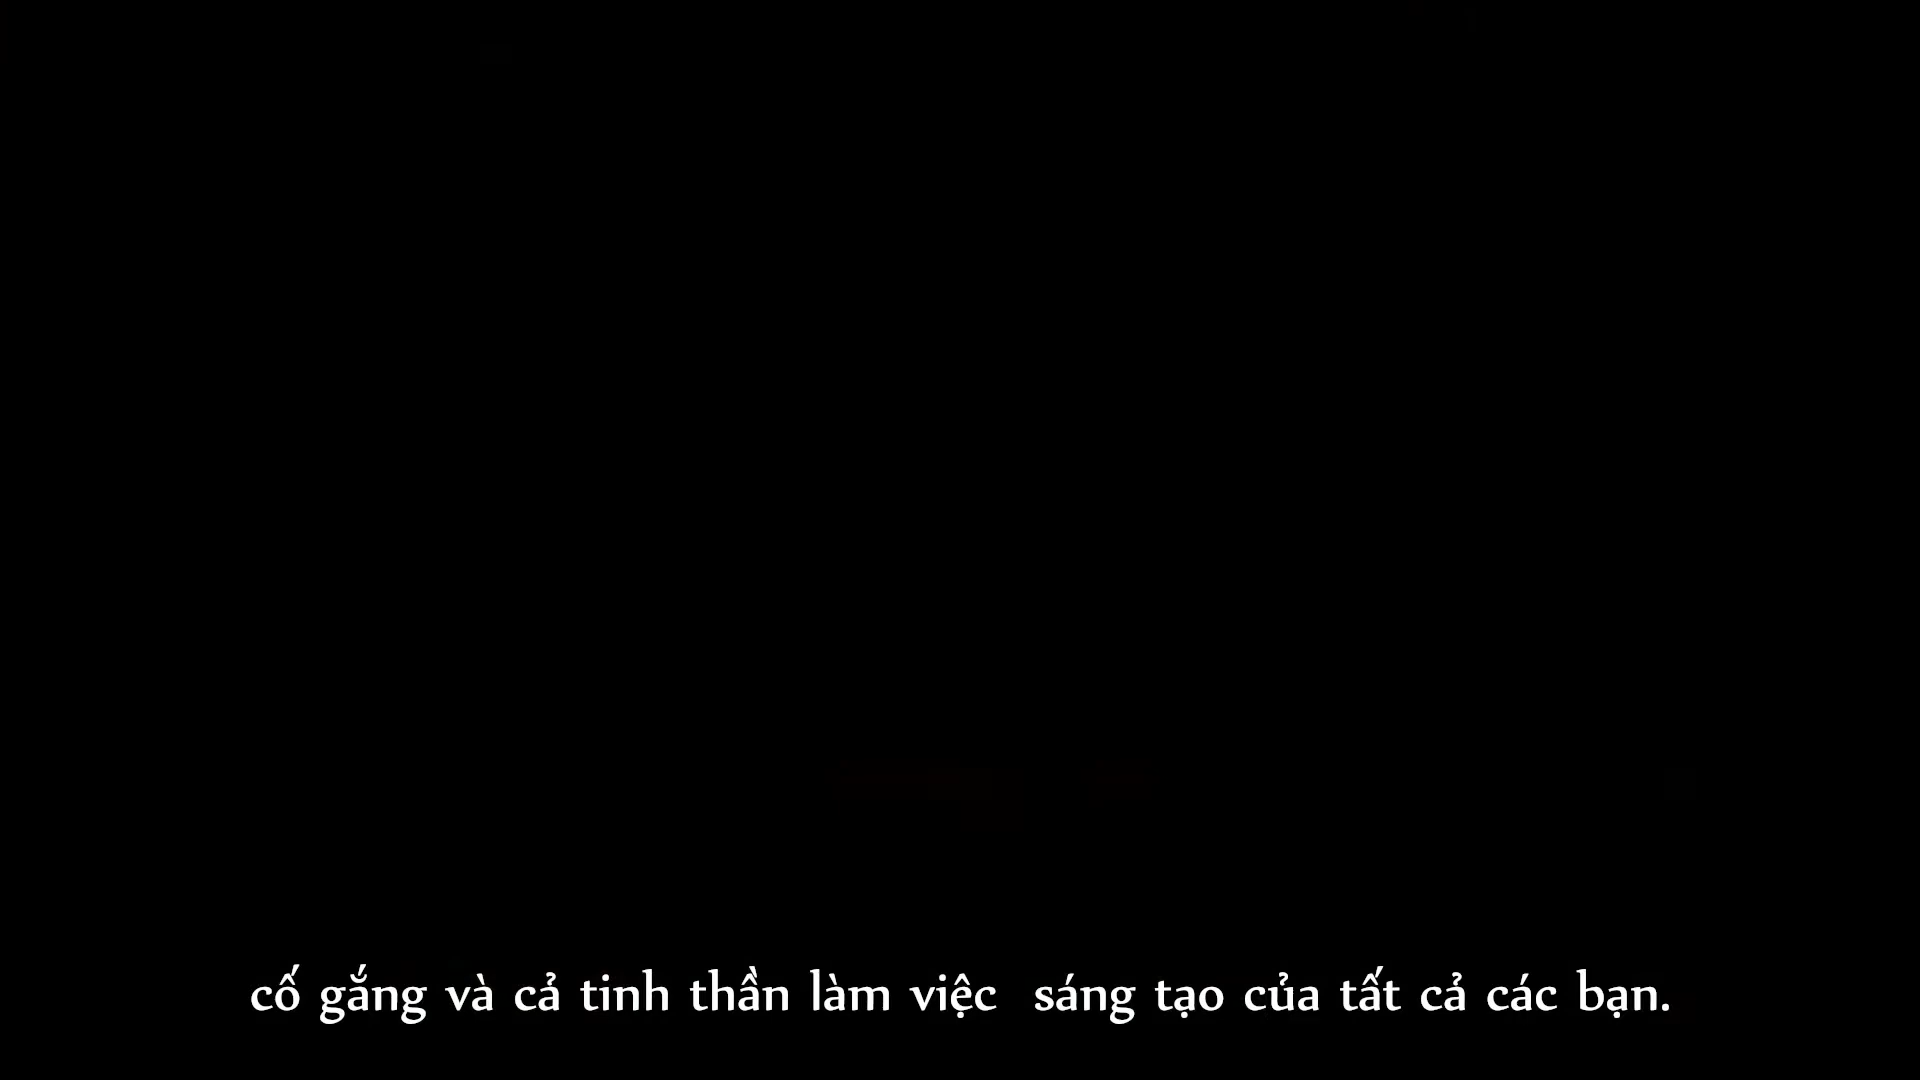 cố gắng và cả tinh thần làm việc  sáng tạo của tất cả các bạn.